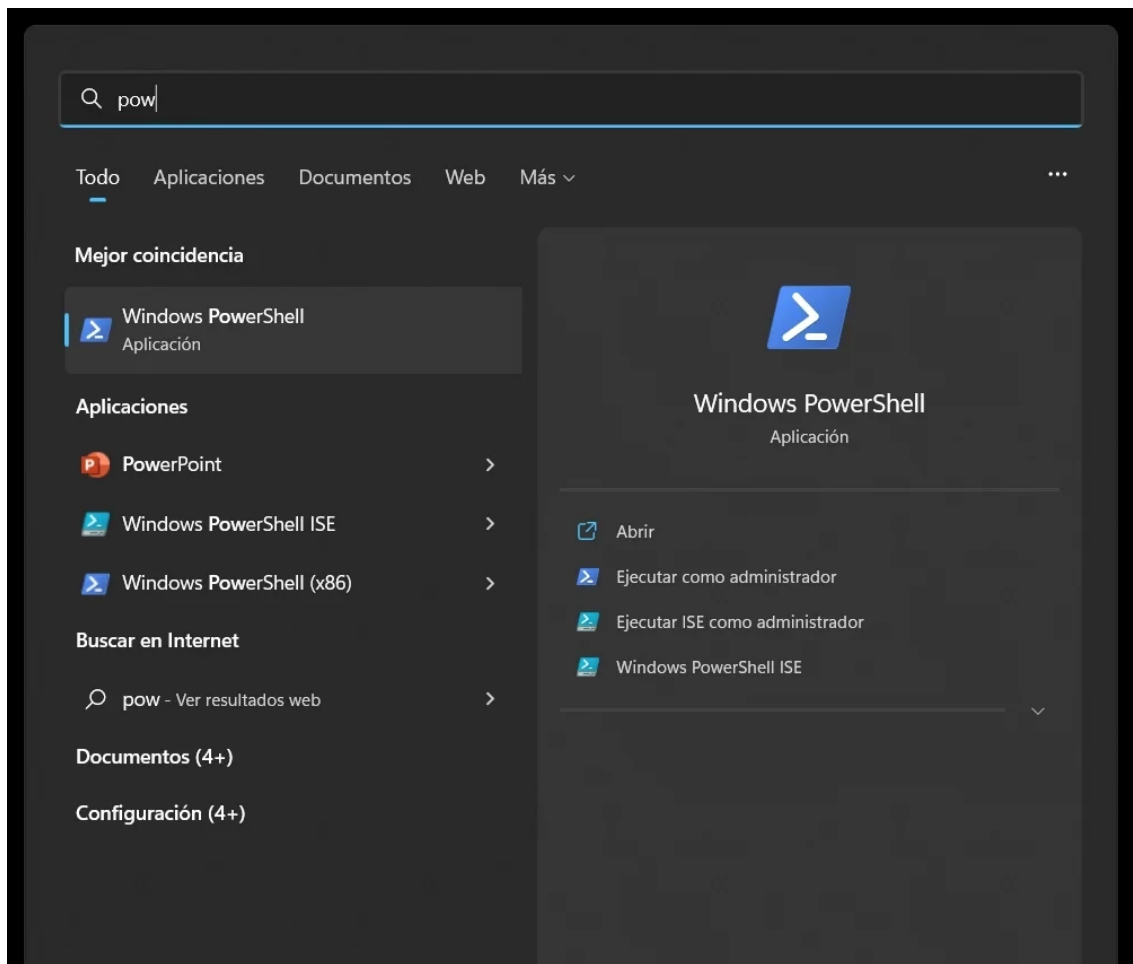 pow
Todo Aplicaciones Documentos Web Más
Mejor coincidencia
Windows PowerShell
Aplicación
Aplicaciones
PowerPoint
Windows PowerShell ISE
Windows PowerShell (x86)
Buscar en Internet
pow - Ver resultados web
Documentos (4+)
Configuración (4+)
Windows PowerShell
Aplicación
Abrir
Ejecutar como administrador
Ejecutar ISE como administrador
Windows PowerShell ISE